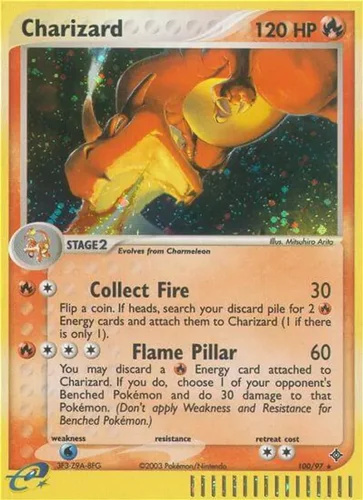 Charizard 120 HP
Illus. Mitsuhiro Arita
STAGE2
Evolves from Charmeleon
Collect Fire 30
Flip a coin. If heads, search your discard pile for 2
Energy cards and attach them to Charizard (1 if there
is only 1).
Flame Pillar 60
You may discard a Energy card attached to
Charizard. If you do, choose 1 of your opponent's
Benched Pokémon and do 30 damage to that
Pokémon. (Don't apply Weakness and Resistance for
Benched Pokémon.)
weakness resistance retreat cost
3F3-Z9A-8FG ©2003 Pokémon/Nintendo 100/97 ★
e